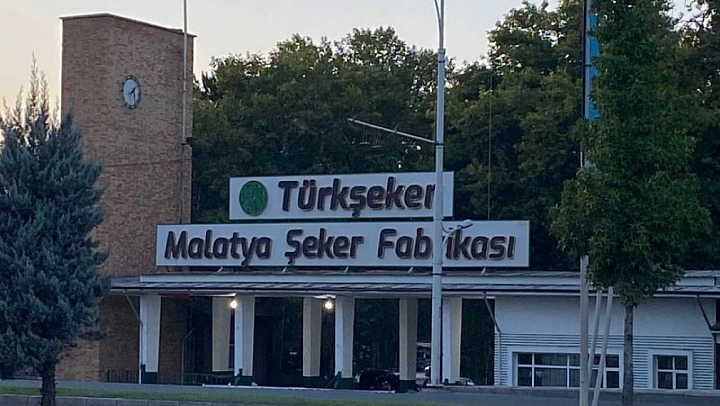 Türkşeker
Malatya Şeker Fabrikası